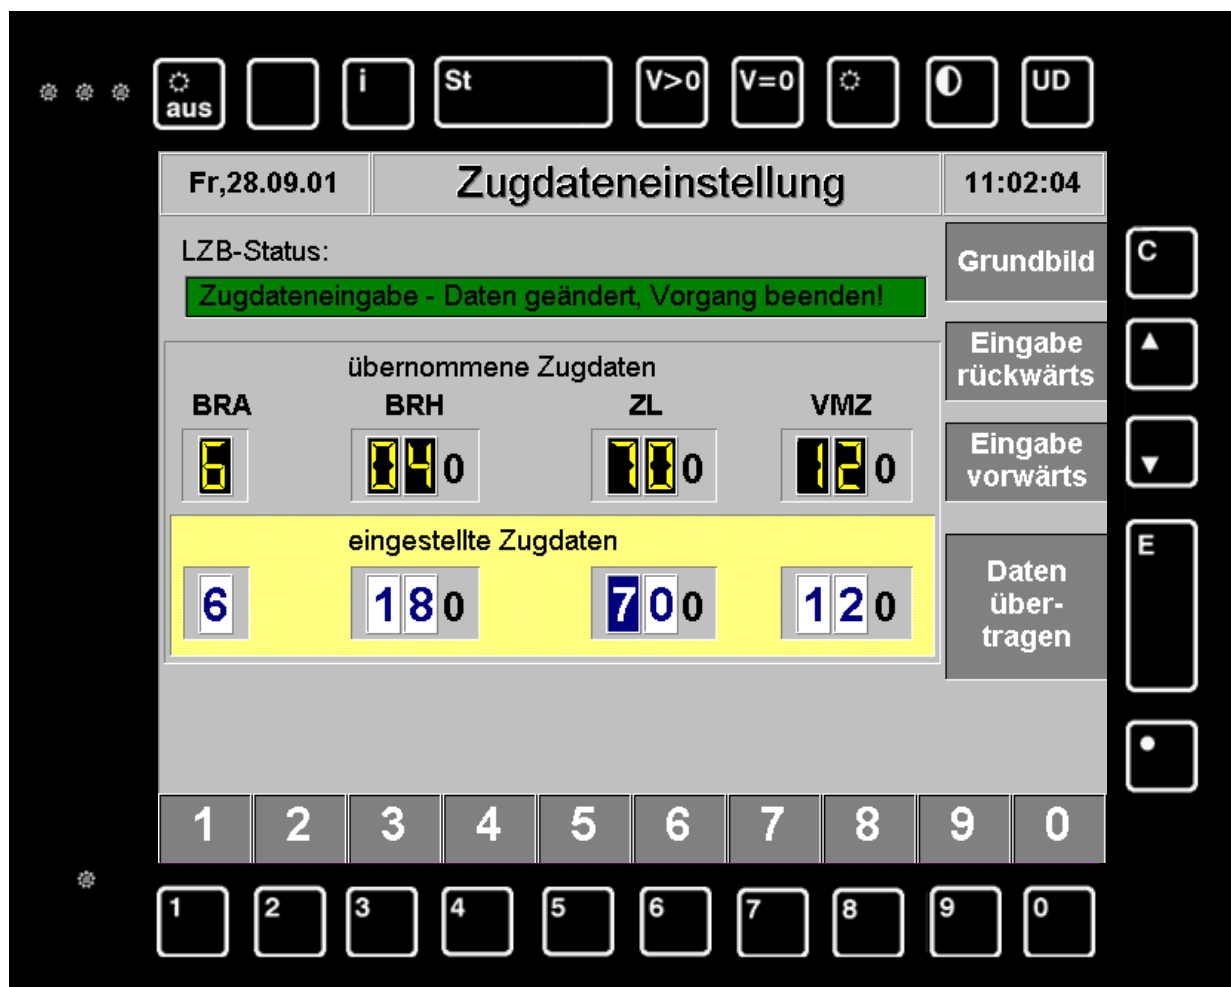 aus
i
St
V>0
V=0
UD
Fr,28.09.01
Zugdateneinstellung
11:02:04
LZB-Status:
Zugdateneingabe - Daten geändert, Vorgang beenden!
Grundbild
C
Eingabe
rückwärts
übernommene Zugdaten
BRA BRH ZL VMZ
6 040 700 120
Eingabe
vorwärts
eingestellte Zugdaten
6 180 700 120
Daten
über-
tragen
E
1 2 3 4 5 6 7 8 9 0
1 2 3 4 5 6 7 8 9 0